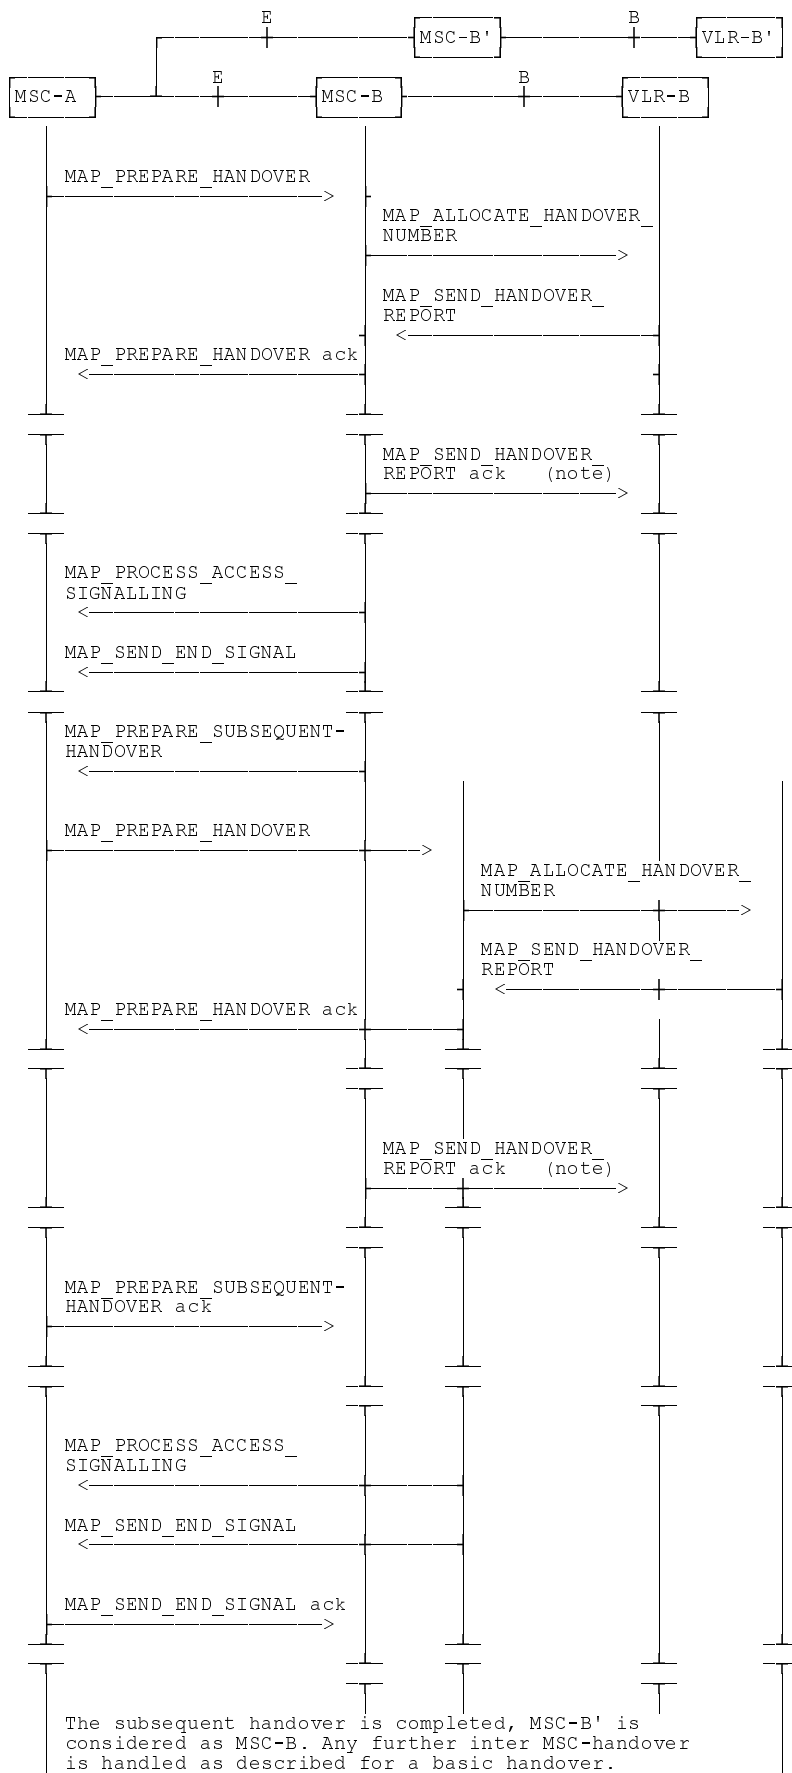 E
B
MSC-B'
VLR-B'
E
B
MSC-A
MSC-B
VLR-B
MAP_PREPARE_HANDOVER
MAP_ALLOCATE_HANDOVER_
NUMBER
MAP_SEND_HANDOVER_
REPORT
MAP_PREPARE_HANDOVER ack
MAP_SEND_HANDOVER_
REPORT ack (note)
MAP_PROCESS_ACCESS_
SIGNALLING
MAP_SEND_END_SIGNAL
MAP_PREPARE_SUBSEQUENT-
HANDOVER
MAP_PREPARE_HANDOVER
MAP_ALLOCATE_HANDOVER_
NUMBER
MAP_SEND_HANDOVER_
REPORT
MAP_PREPARE_HANDOVER ack
MAP_SEND_HANDOVER_
REPORT ack (note)
MAP_PREPARE_SUBSEQUENT-
HANDOVER ack
MAP_PROCESS_ACCESS_
SIGNALLING
MAP_SEND_END_SIGNAL
MAP_SEND_END_SIGNAL ack
The subsequent handover is completed, MSC-B' is
considered as MSC-B. Any further inter MSC-handover
is handled as described for a basic handover.